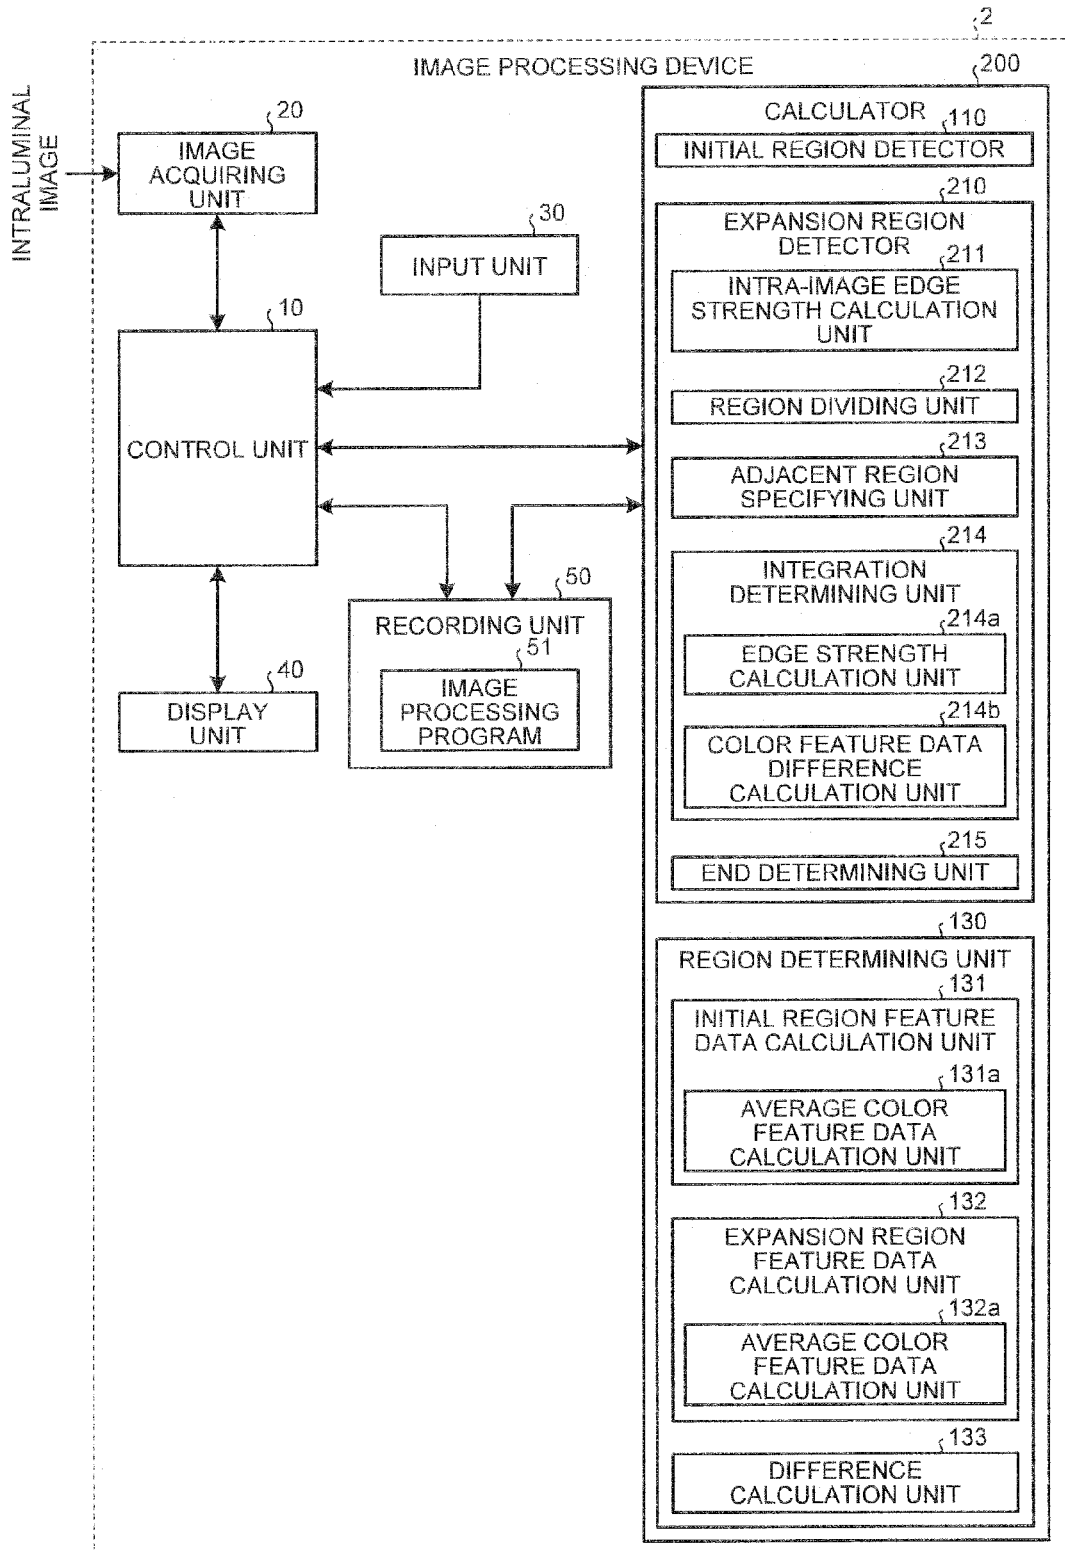 2
IMAGE PROCESSING DEVICE
INTRALUMINAL
IMAGE
20
IMAGE
ACQUIRING
UNIT
30
INPUT UNIT
10
CONTROL UNIT
40
DISPLAY
UNIT
50
RECORDING UNIT
51
IMAGE
PROCESSING
PROGRAM
200
CALCULATOR
110
INITIAL REGION DETECTOR
210
EXPANSION REGION
DETECTOR
211
INTRA-IMAGE EDGE
STRENGTH CALCULATION
UNIT
212
REGION DIVIDING UNIT
213
ADJACENT REGION
SPECIFYING UNIT
214
INTEGRATION
DETERMINING UNIT
214a
EDGE STRENGTH
CALCULATION UNIT
214b
COLOR FEATURE DATA
DIFFERENCE
CALCULATION UNIT
215
END DETERMINING UNIT
130
REGION DETERMINING UNIT
131
INITIAL REGION FEATURE
DATA CALCULATION UNIT
131a
AVERAGE COLOR
FEATURE DATA
CALCULATION UNIT
132
EXPANSION REGION
FEATURE DATA
CALCULATION UNIT
132a
AVERAGE COLOR
FEATURE DATA
CALCULATION UNIT
133
DIFFERENCE
CALCULATION UNIT